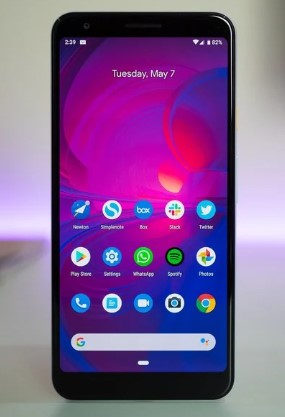 2:39 82%
Tuesday, May 7
Newton Simplenote Box Slack Twitter
box
Play Store Settings WhatsApp Spotify Photos
G